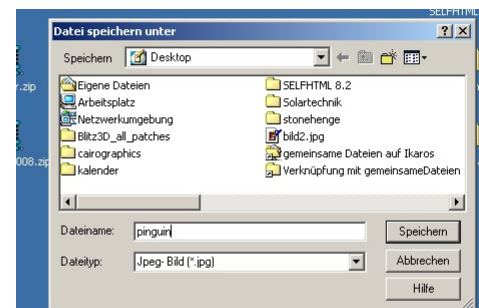 SELFHTML
Datei speichern unter
Speichern
Desktop
r.zip
008.zip
Eigene Dateien
Arbeitsplatz
Netzwerkumgebung
Blitz3D_all_patches
cairographics
kalender
SELFHTML 8.2
Solartechnik
stonehenge
bild2.jpg
gemeinsame Dateien auf Ikaros
Verknüpfung mit gemeinsameDateien
Dateiname:
pinguin
Speichern
Dateityp:
Jpeg- Bild (*.jpg)
Abbrechen
Hilfe